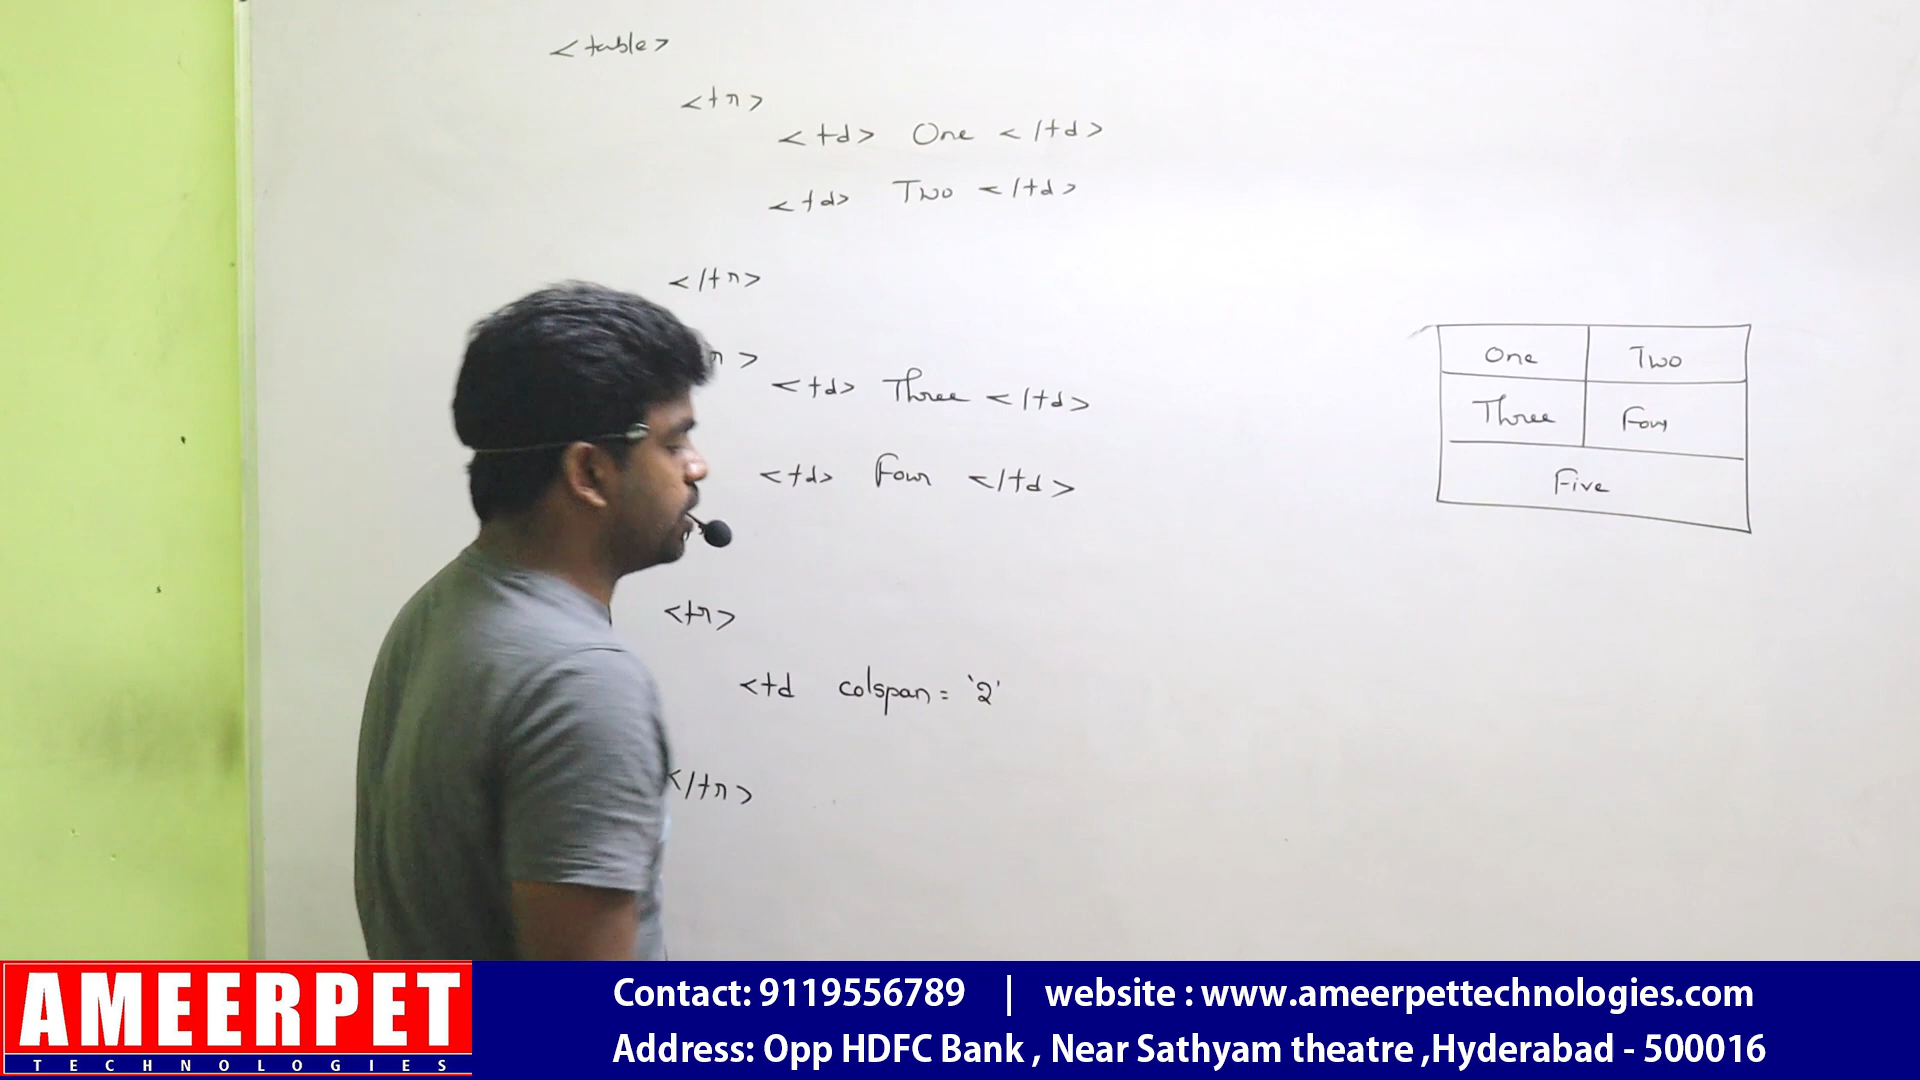 <table>
<tr>
<td> One </td>
<td> Two </td>
</tr>
r >
<td> Three </td>
<td> Four </td>
<tr>
<td colspan = '2'
</tr>
One Two
Three Four
Five
AMEERPET
TECHNOLOGIES
Contact: 9119556789 | website : www.ameerpettechnologies.com
Address: Opp HDFC Bank , Near Sathyam theatre ,Hyderabad - 500016